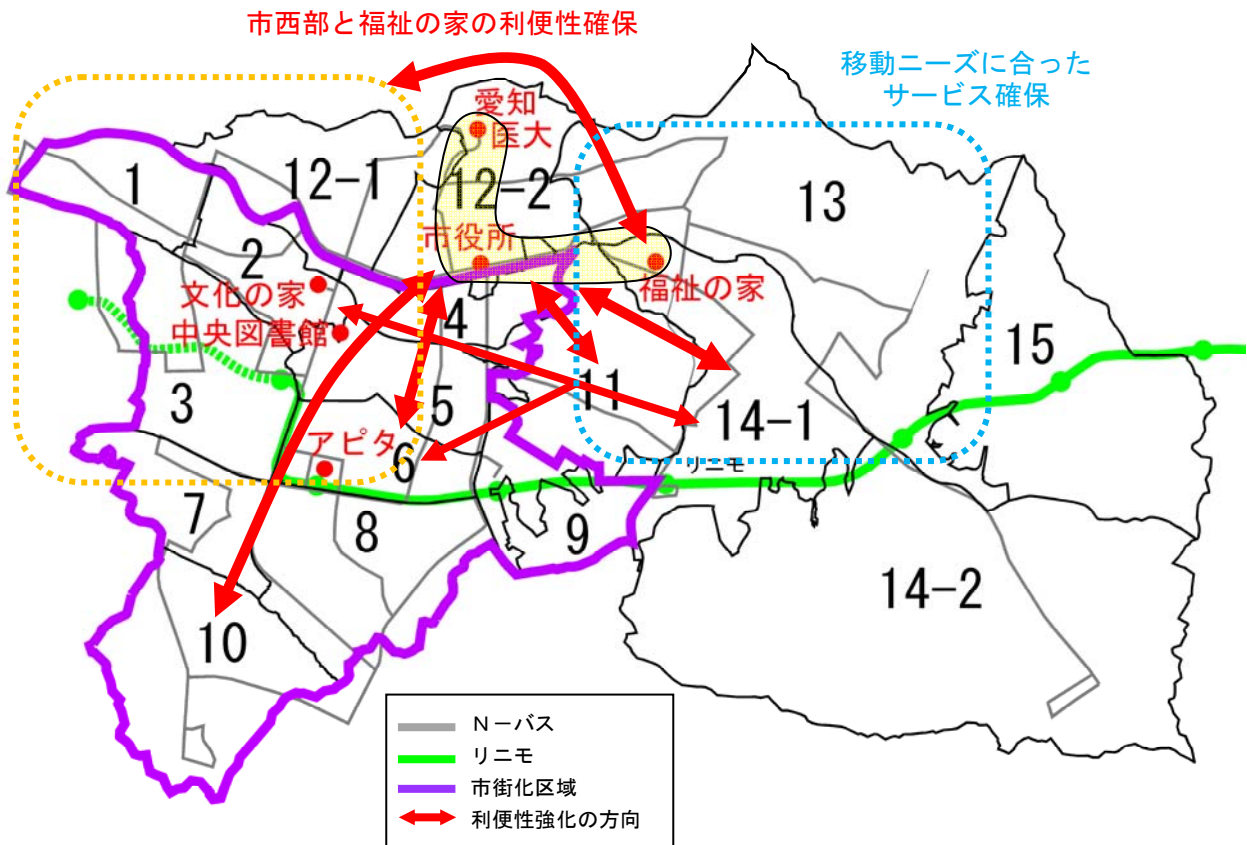 市西部と福祉の家の利便性確保
移動ニーズに合った
サービス確保
愛知
医大
1
12-1
12-2
13
2
市役所
福祉の家
文化の家
中央図書館
4
15
3
5
11
14-1
アピタ
6
リニモ
7
8
9
14-2
10
N-バス
リニモ
市街化区域
利便性強化の方向